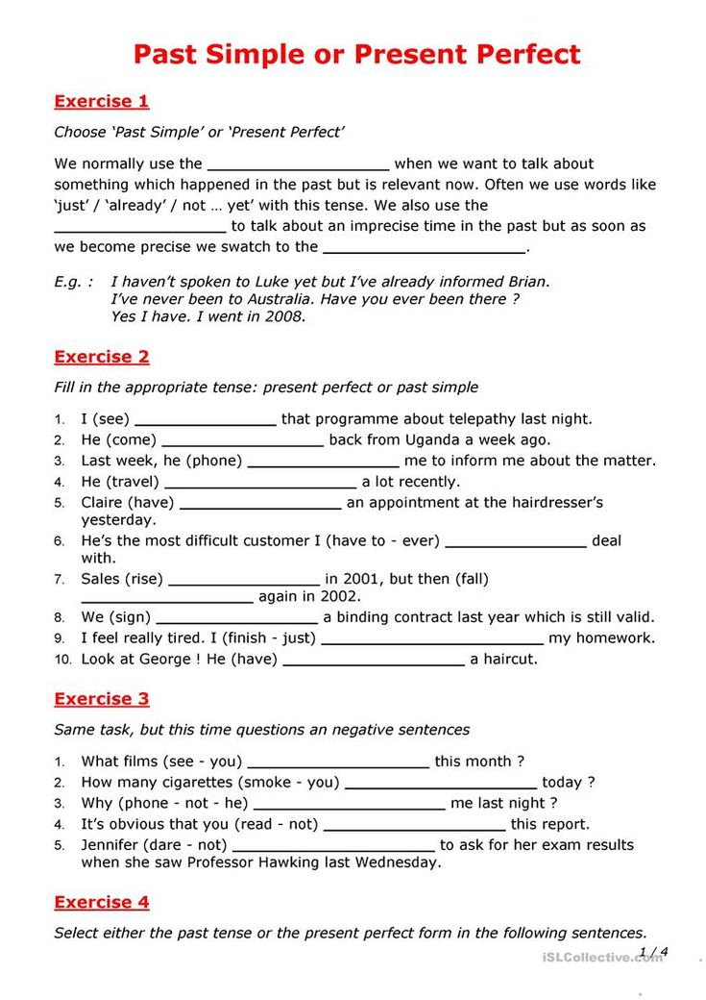 Past Simple or Present Perfect
Exercise 1
Choose ‘Past Simple’ or ‘Present Perfect’
We normally use the ______________________ when we want to talk about
something which happened in the past but is relevant now. Often we use words like
‘just’ / ‘already’ / not … yet’ with this tense. We also use the
_____________________ to talk about an imprecise time in the past but as soon as
we become precise we swatch to the _________________________.
E.g. : I haven’t spoken to Luke yet but I’ve already informed Brian.
I’ve never been to Australia. Have you ever been there ?
Yes I have. I went in 2008.
Exercise 2
Fill in the appropriate tense: present perfect or past simple
1. I (see) _________________ that programme about telepathy last night.
2. He (come) ____________________ back from Uganda a week ago.
3. Last week, he (phone) ___________________ me to inform me about the matter.
4. He (travel) ________________________ a lot recently.
5. Claire (have) ____________________ an appointment at the hairdresser’s
yesterday.
6. He’s the most difficult customer I (have to - ever) _________________ deal
with.
7. Sales (rise) ___________________ in 2001, but then (fall)
_____________________ again in 2002.
8. We (sign) ____________________ a binding contract last year which is still valid.
9. I feel really tired. I (finish - just) ___________________________ my homework.
10. Look at George ! He (have) ______________________ a haircut.
Exercise 3
Same task, but this time questions an negative sentences
1. What films (see - you) ______________________ this month ?
2. How many cigarettes (smoke - you) ________________________ today ?
3. Why (phone - not - he) ________________________ me last night ?
4. It’s obvious that you (read - not) ______________________ this report.
5. Jennifer (dare - not) _________________________ to ask for her exam results
when she saw Professor Hawking last Wednesday.
Exercise 4
Select either the past tense or the present perfect form in the following sentences.
1 / 4
iSLCollective.com